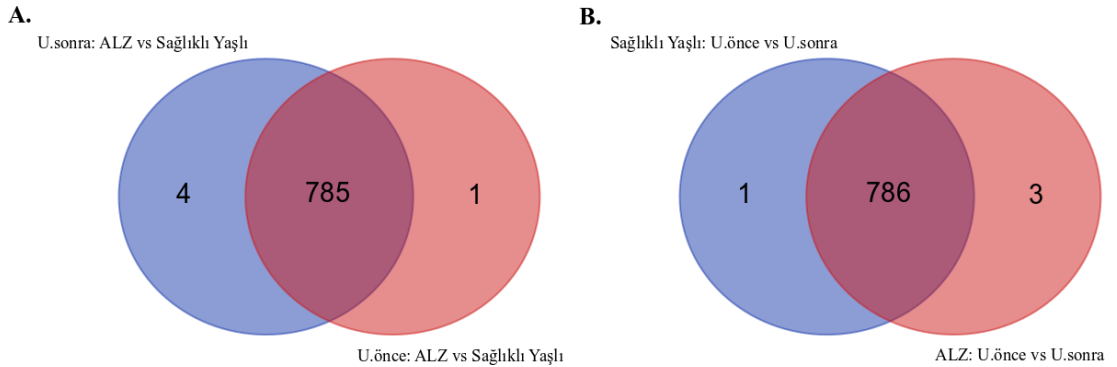 A.
U.sonra: ALZ vs Sağlıklı Yaşlı
4
785
1
U.önce: ALZ vs Sağlıklı Yaşlı
B.
Sağlıklı Yaşlı: U.önce vs U.sonra
1
786
3
ALZ: U.önce vs U.sonra